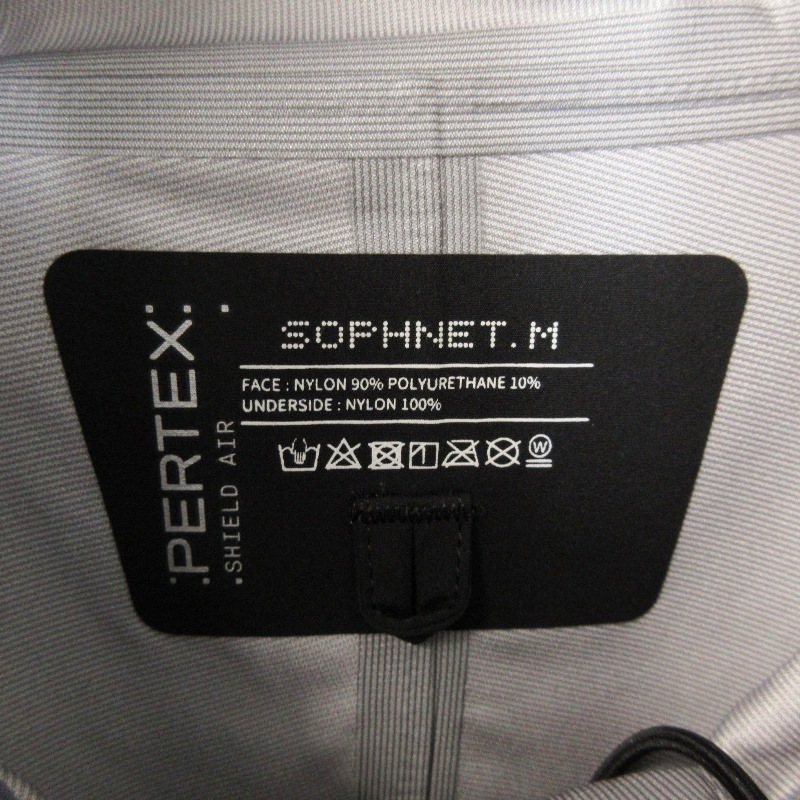 SOPHNET. M
FACE : NYLON 90% POLYURETHANE 10%
UNDERSIDE : NYLON 100%
W
PERTEX
SHIELD AIR